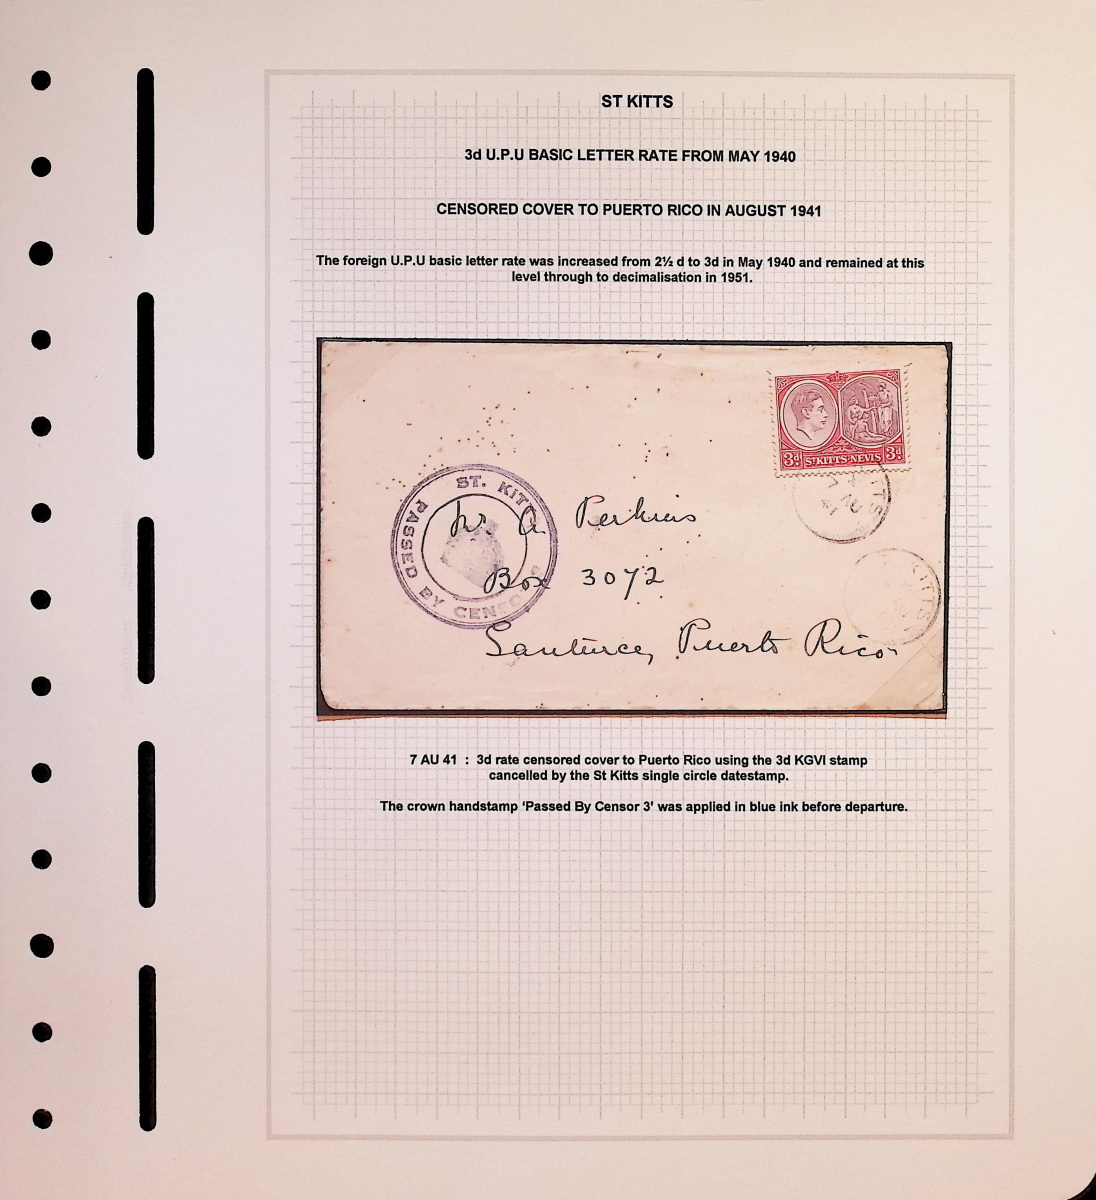 ST KITTS
3d U.P.U BASIC LETTER RATE FROM MAY 1940
CENSORED COVER TO PUERTO RICO IN AUGUST 1941
The foreign U.P.U basic letter rate was increased from 2½ d to 3d in May 1940 and remained at this
level through to decimalisation in 1951.
3d ST KITTS-NEVIS 3d
ST. KITTS
PASSED BY CENSOR
A Perkins
Box 3072
Santurce, Puerto Rico
KITTS
7 AU 41 : 3d rate censored cover to Puerto Rico using the 3d KGVI stamp
cancelled by the St Kitts single circle datestamp.
The crown handstamp ‘Passed By Censor 3’ was applied in blue ink before departure.